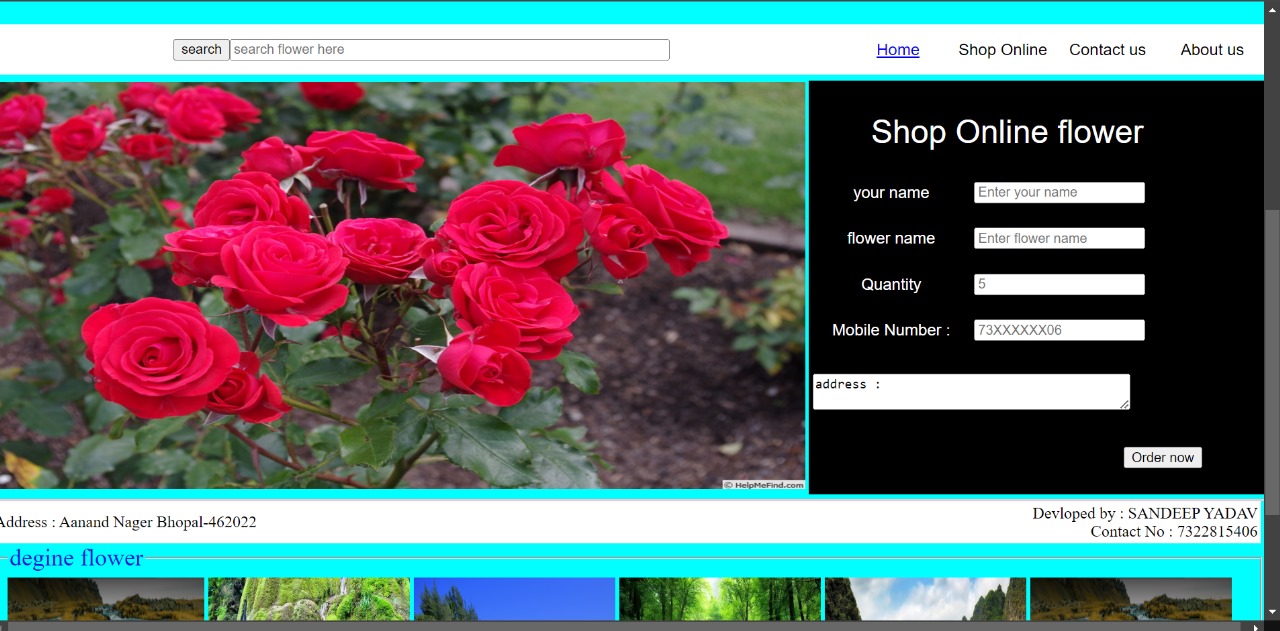 search search flower here Home Shop Online Contact us About us
Shop Online flower
your name Enter your name
flower name Enter flower name
Quantity 5
Mobile Number : 73XXXXXX06
address :
Order now
© HelpMeFind.com
Address : Aanand Nager Bhopal-462022
Devloped by : SANDEEP YADAV
Contact No : 7322815406
degine flower